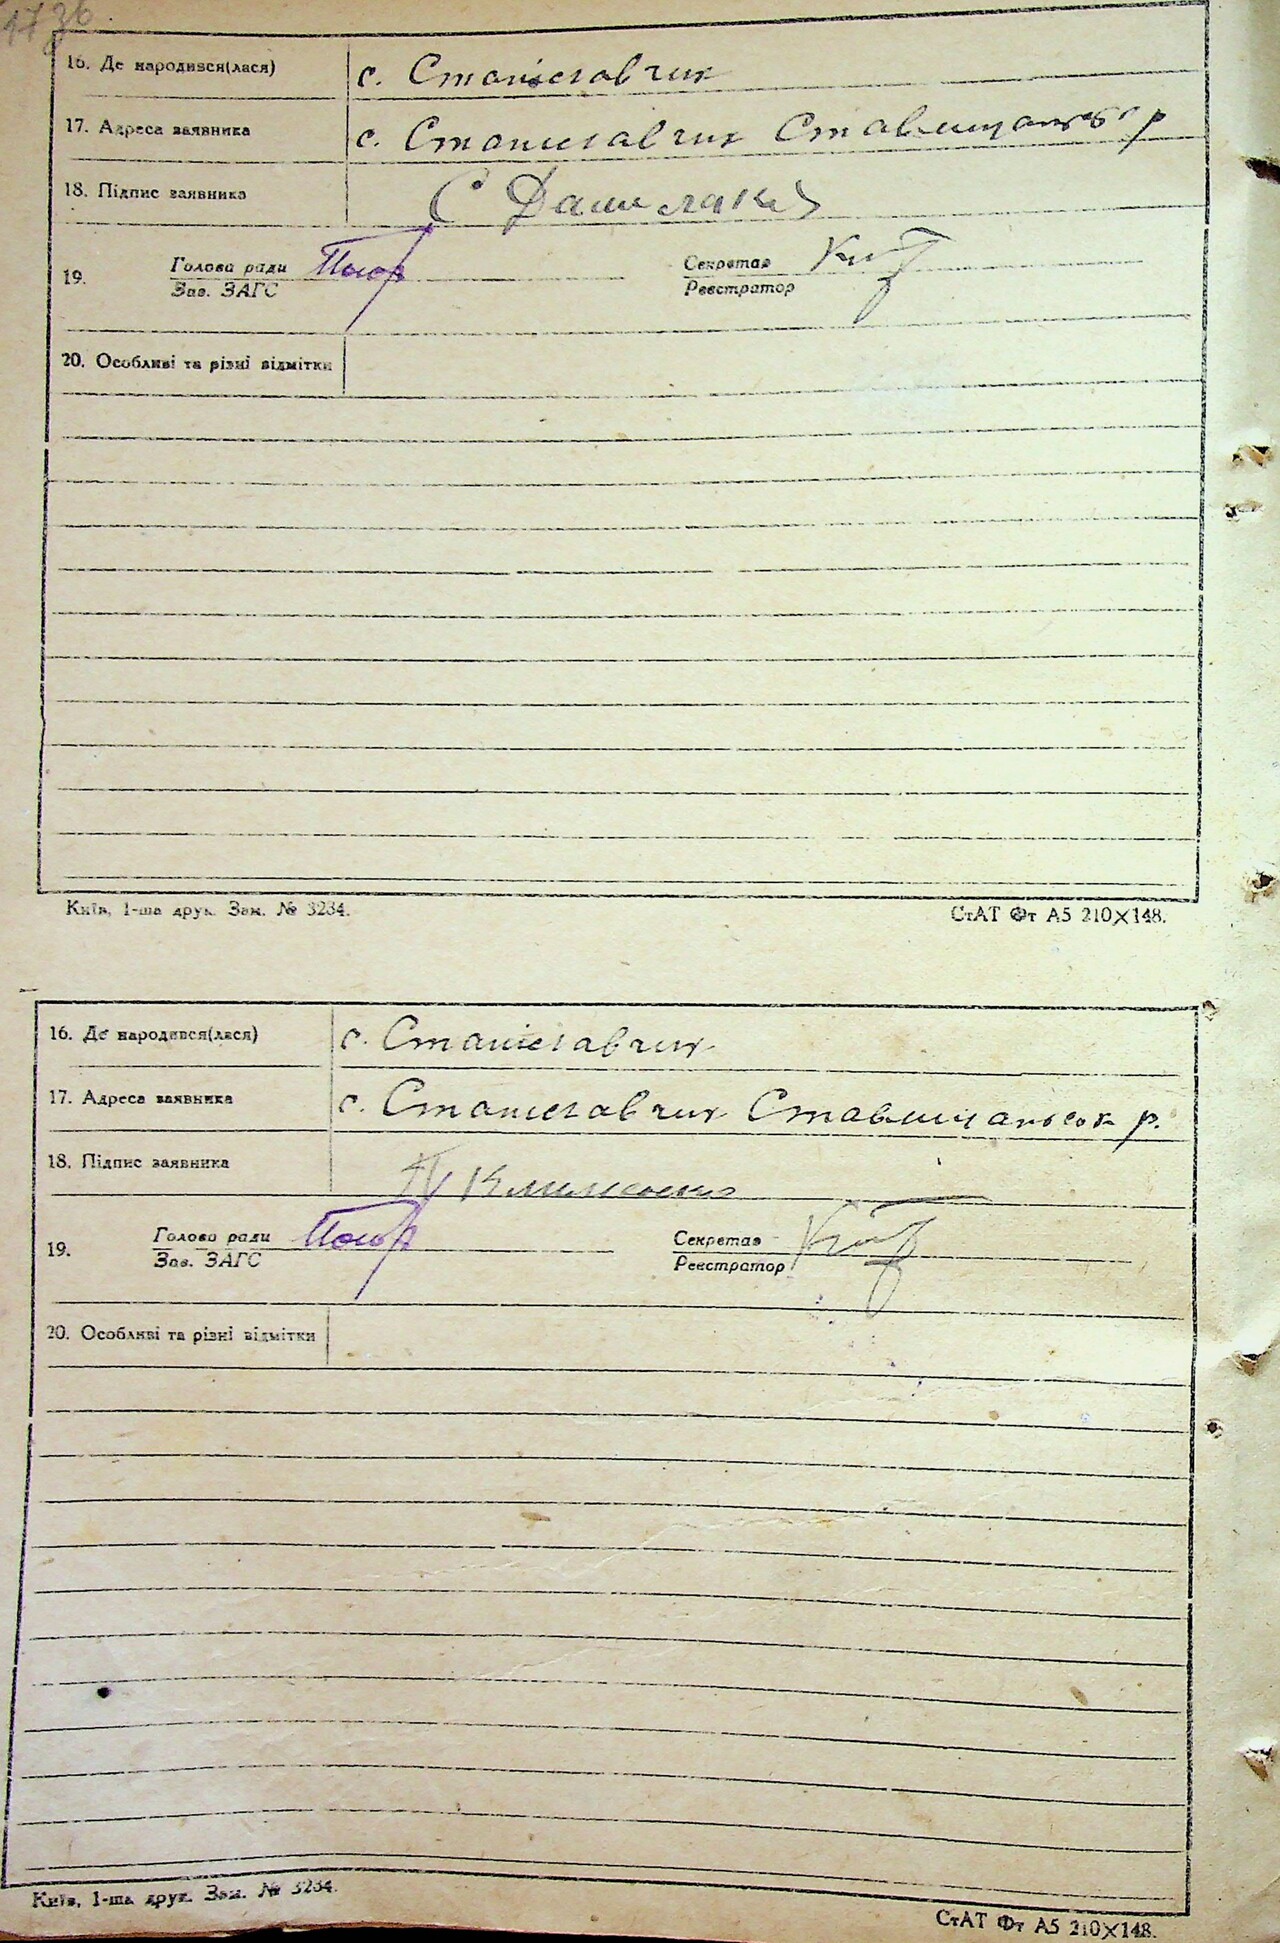 16. Де народився(лася) с. Станіславчик
17. Адреса заявника с. Станиславчик Ставищанськ р
18. Підпис заявника С
19. Голова ради Секретар
Зав. ЗАГС Реєстратор
20. Особливі та різні відмітки
Київ, 1-ша друк. Зам. № 3234. СтАТ Фт А5 210×148.
16. Де народився(лася) с. Станіславчик
17. Адреса заявника с. Станиславчик Ставищанськ р.
18. Підпис заявника Клименко
19. Голова ради Секретар
Зав. ЗАГС Реєстратор
20. Особливі та різні відмітки
Київ, 1-ша друк. Зам. № 3234. СтАТ Фт А5 210×148.